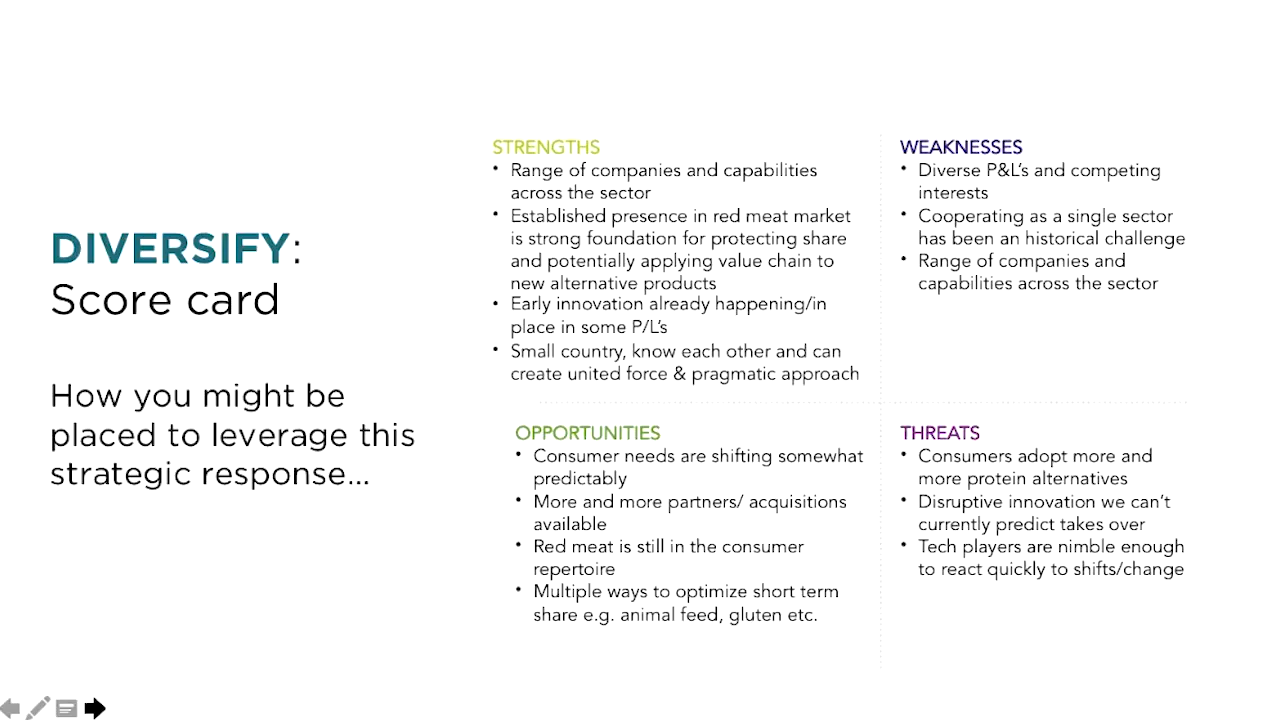 DIVERSIFY:
Score card
How you might be
placed to leverage this
strategic response...
STRENGTHS
• Range of companies and capabilities
across the sector
• Established presence in red meat market
is strong foundation for protecting share
and potentially applying value chain to
new alternative products
• Early innovation already happening/in
place in some P/L's
• Small country, know each other and can
create united force & pragmatic approach
WEAKNESSES
• Diverse P&L's and competing
interests
• Cooperating as a single sector
has been an historical challenge
• Range of companies and
capabilities across the sector
OPPORTUNITIES
• Consumer needs are shifting somewhat
predictably
• More and more partners/ acquisitions
available
• Red meat is still in the consumer
repertoire
• Multiple ways to optimize short term
share e.g. animal feed, gluten etc.
THREATS
• Consumers adopt more and
more protein alternatives
• Disruptive innovation we can't
currently predict takes over
• Tech players are nimble enough
to react quickly to shifts/change